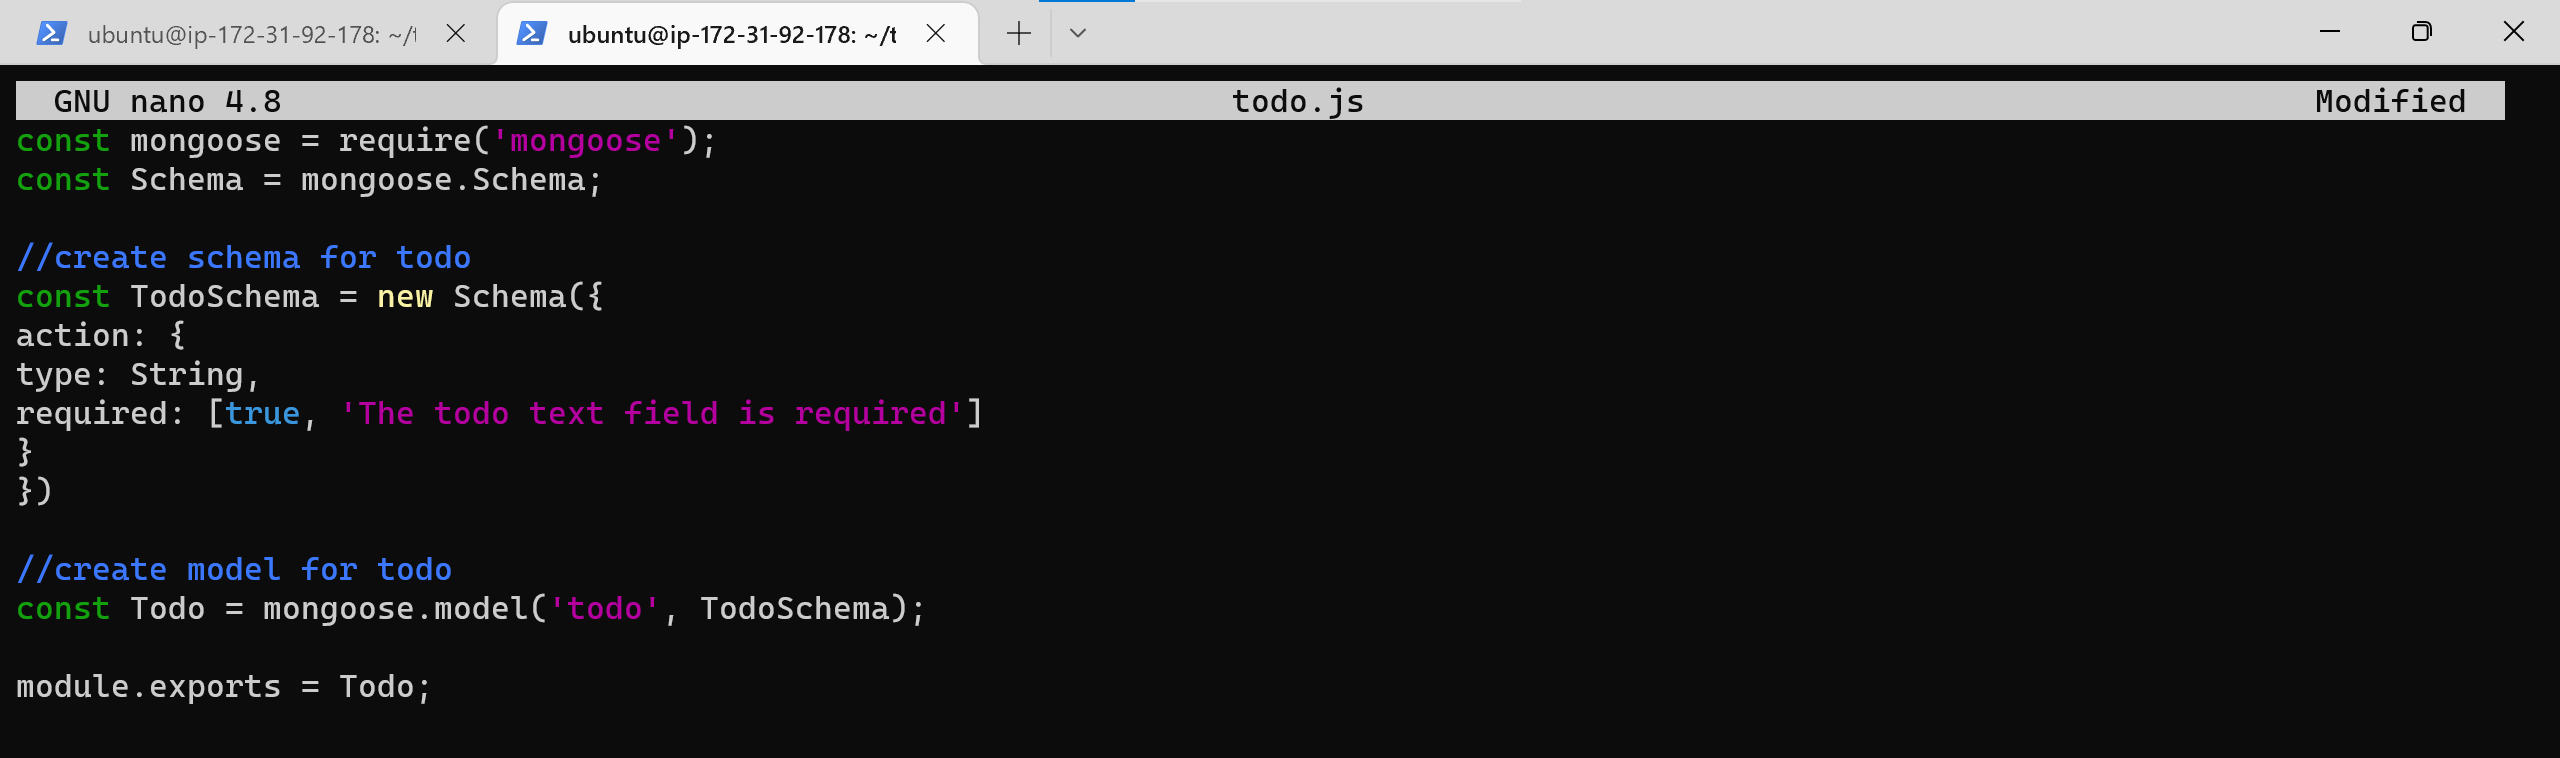 ubuntu@ip-172-31-92-178: ~/t
ubuntu@ip-172-31-92-178: ~/t
GNU nano 4.8 todo.js Modified
const mongoose = require('mongoose');
const Schema = mongoose.Schema;
//create schema for todo
const TodoSchema = new Schema({
action: {
type: String,
required: [true, 'The todo text field is required']
}
})
//create model for todo
const Todo = mongoose.model('todo', TodoSchema);
module.exports = Todo;